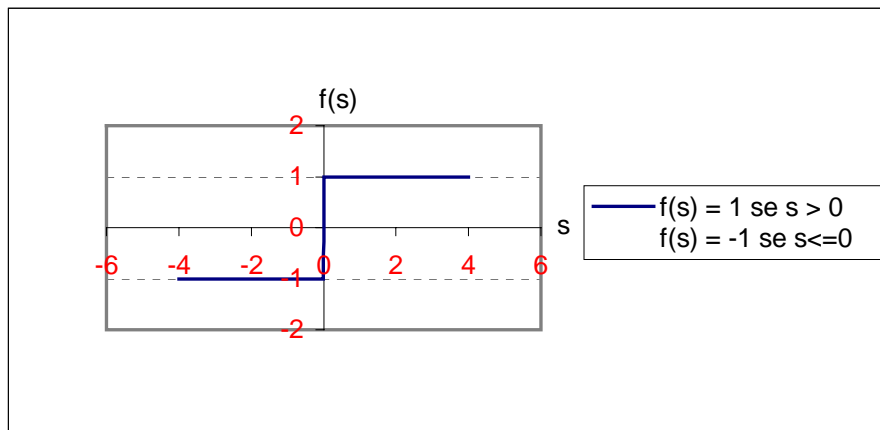 f(s)
2
1
0
-1
-2
-6 -4 -2 0 2 4 6
s
f(s) = 1 se s > 0
f(s) = -1 se s<=0